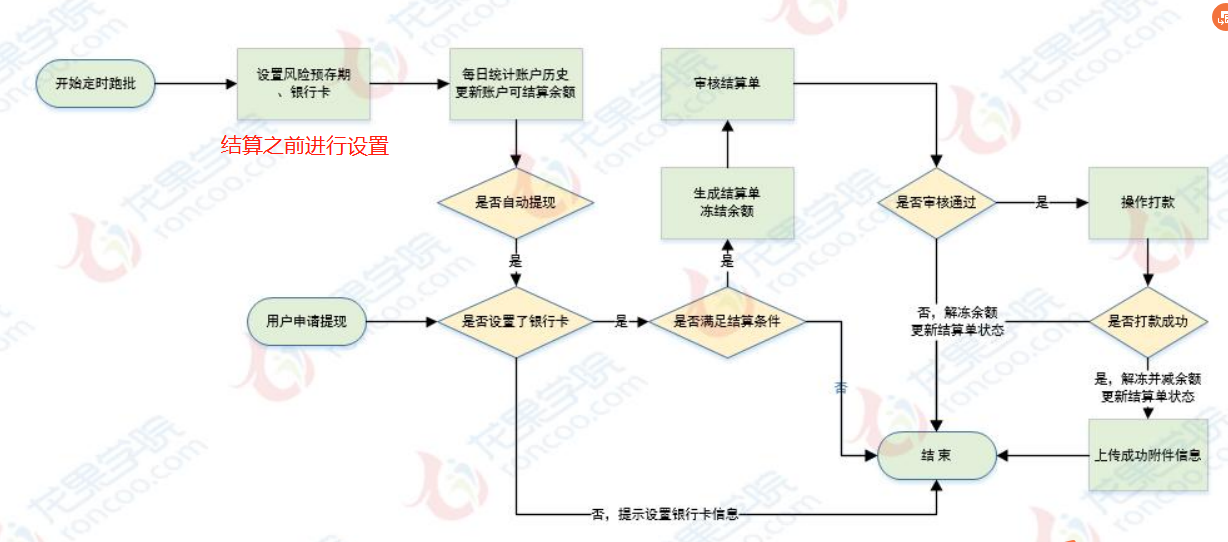 开始定时跑批
设置风险预存期
、银行卡
结算之前进行设置
每日统计账户历史
更新账户可结算余额
是否自动提现
是
用户申请提现
是否设置了银行卡
是
是否满足结算条件
是
生成结算单
冻结余额
审核结算单
是否审核通过
是
操作打款
是否打款成功
否，解冻余额
更新结算单状态
是，解冻并减余额
更新结算单状态
上传成功附件信息
否
结 束
否，提示设置银行卡信息
龙果学院
roncoo.com